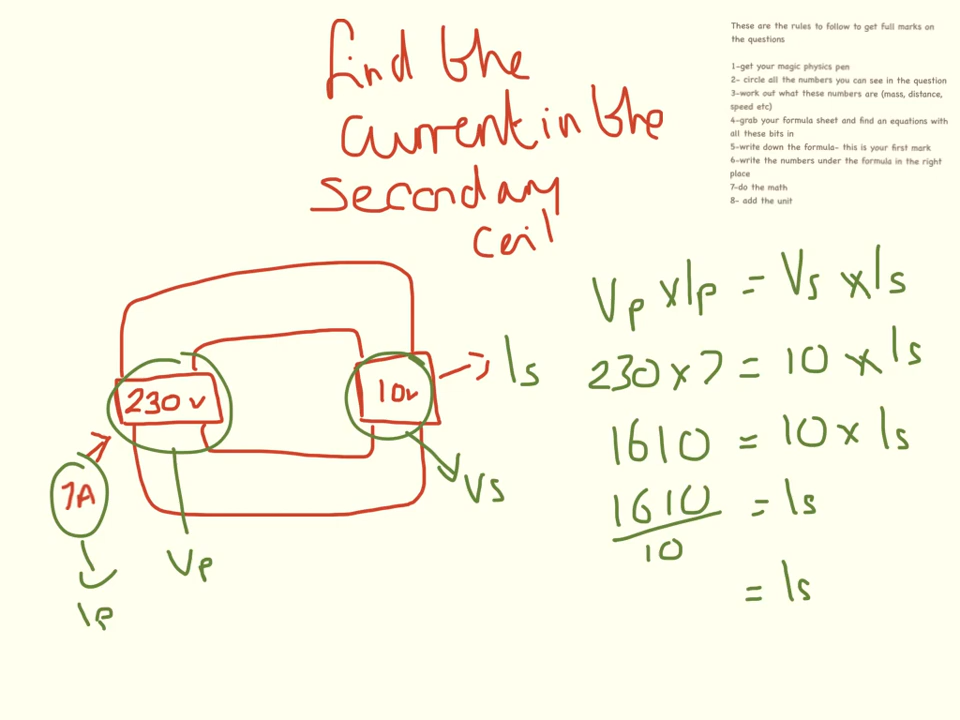 find the
current in the
secondary
coil
These are the rules to follow to get full marks on
the questions
1-get your magic physics pen
2- circle all the numbers you can see in the question
3-work out what these numbers are (mass, distance,
speed etc)
4-grab your formula sheet and find an equations with
all these bits in
5-write down the formula- this is your first mark
6-write the numbers under the formula in the right
place
7-do the math
8- add the unit
230 v
10v
Is
7A
Vs
Vp
Ip
Vp x Ip = Vs x Is
230 x 7 = 10 x Is
1610 = 10 x Is
1610 = Is
10
= Is